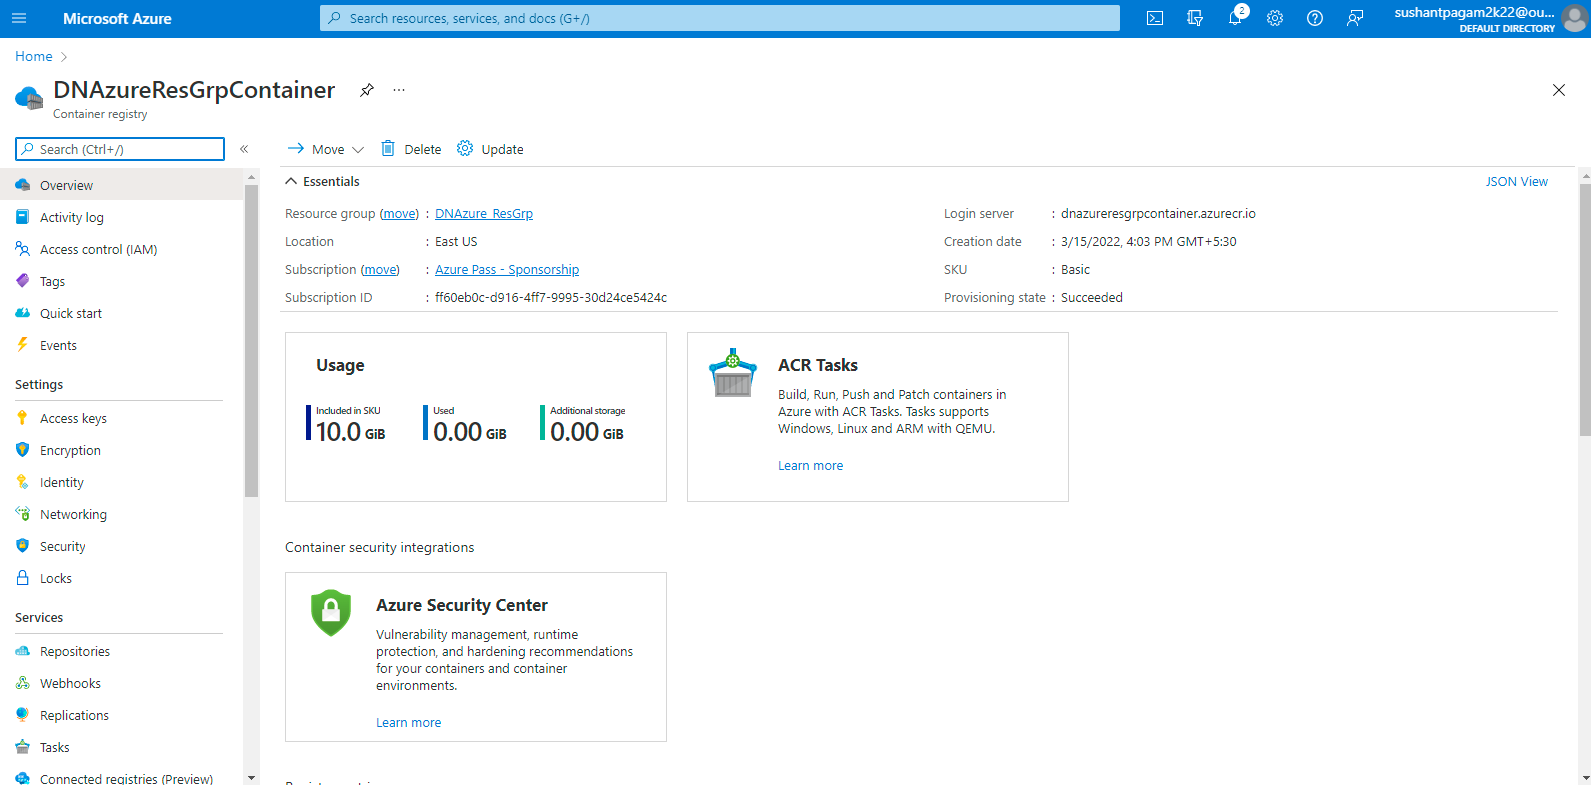 Microsoft Azure
Search resources, services, and docs (G+/)
2
sushantpagam2k22@ou...
DEFAULT DIRECTORY
Home
DNAzureResGrpContainer
Container registry
Search (Ctrl+/)
«
Move
Delete
Update
Overview
Activity log
Access control (IAM)
Tags
Quick start
Events
Settings
Access keys
Encryption
Identity
Networking
Security
Locks
Services
Repositories
Webhooks
Replications
Tasks
Connected registries (Preview)
Essentials
JSON View
Resource group (move) : DNAzure_ResGrp
Location : East US
Subscription (move) : Azure Pass - Sponsorship
Subscription ID : ff60eb0c-d916-4ff7-9995-30d24ce5424c
Login server : dnazureresgrpcontainer.azurecr.io
Creation date : 3/15/2022, 4:03 PM GMT+5:30
SKU : Basic
Provisioning state : Succeeded
Usage
Included in SKU
10.0 GiB
Used
0.00 GiB
Additional storage
0.00 GiB
ACR Tasks
Build, Run, Push and Patch containers in
Azure with ACR Tasks. Tasks supports
Windows, Linux and ARM with QEMU.
Learn more
Container security integrations
Azure Security Center
Vulnerability management, runtime
protection, and hardening recommendations
for your containers and container
environments.
Learn more